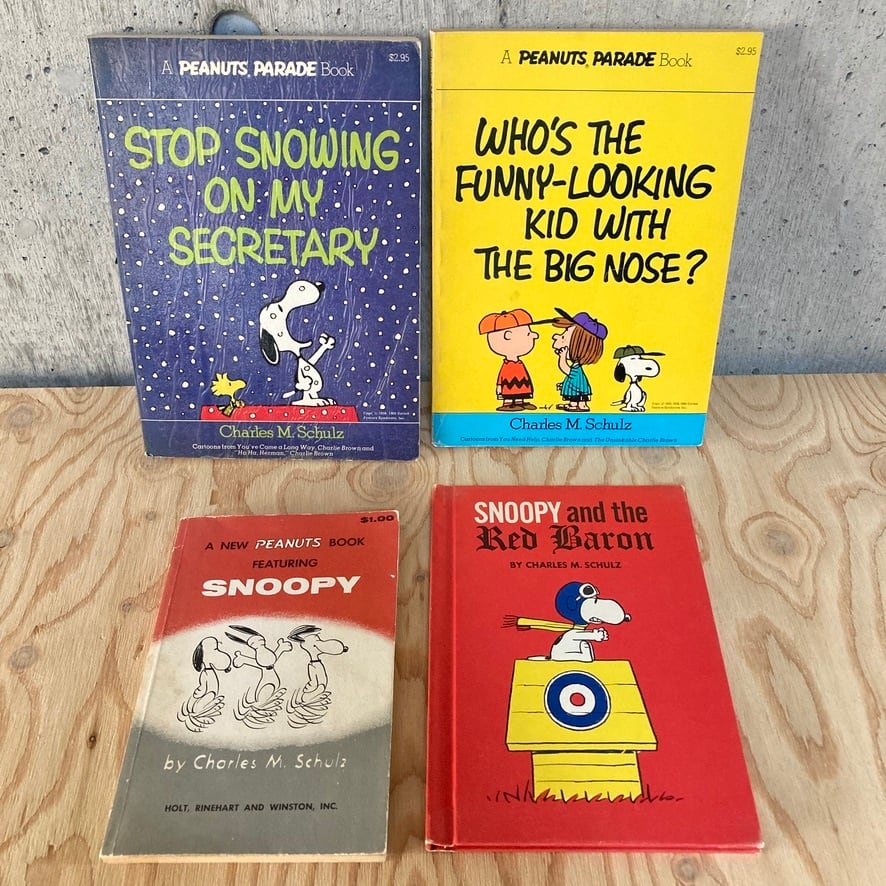 A PEANUTS PARADE Book
$2.95
STOP SNOWING
ON MY
SECRETARY
Charles M. Schulz
Cartoons from You've Come a Long Way, Charlie Brown and
"Ha Ha, Herman," Charlie Brown
A PEANUTS PARADE Book
$2.95
WHO'S THE
FUNNY-LOOKING
KID WITH
THE BIG NOSE?
Charles M. Schulz
Cartoons from You Need Help, Charlie Brown and The Unsinkable Charlie Brown
$1.00
A NEW PEANUTS BOOK
FEATURING
SNOOPY
by Charles M. Schulz
HOLT, RINEHART AND WINSTON, INC.
SNOOPY and the
Red Baron
BY CHARLES M. SCHULZ